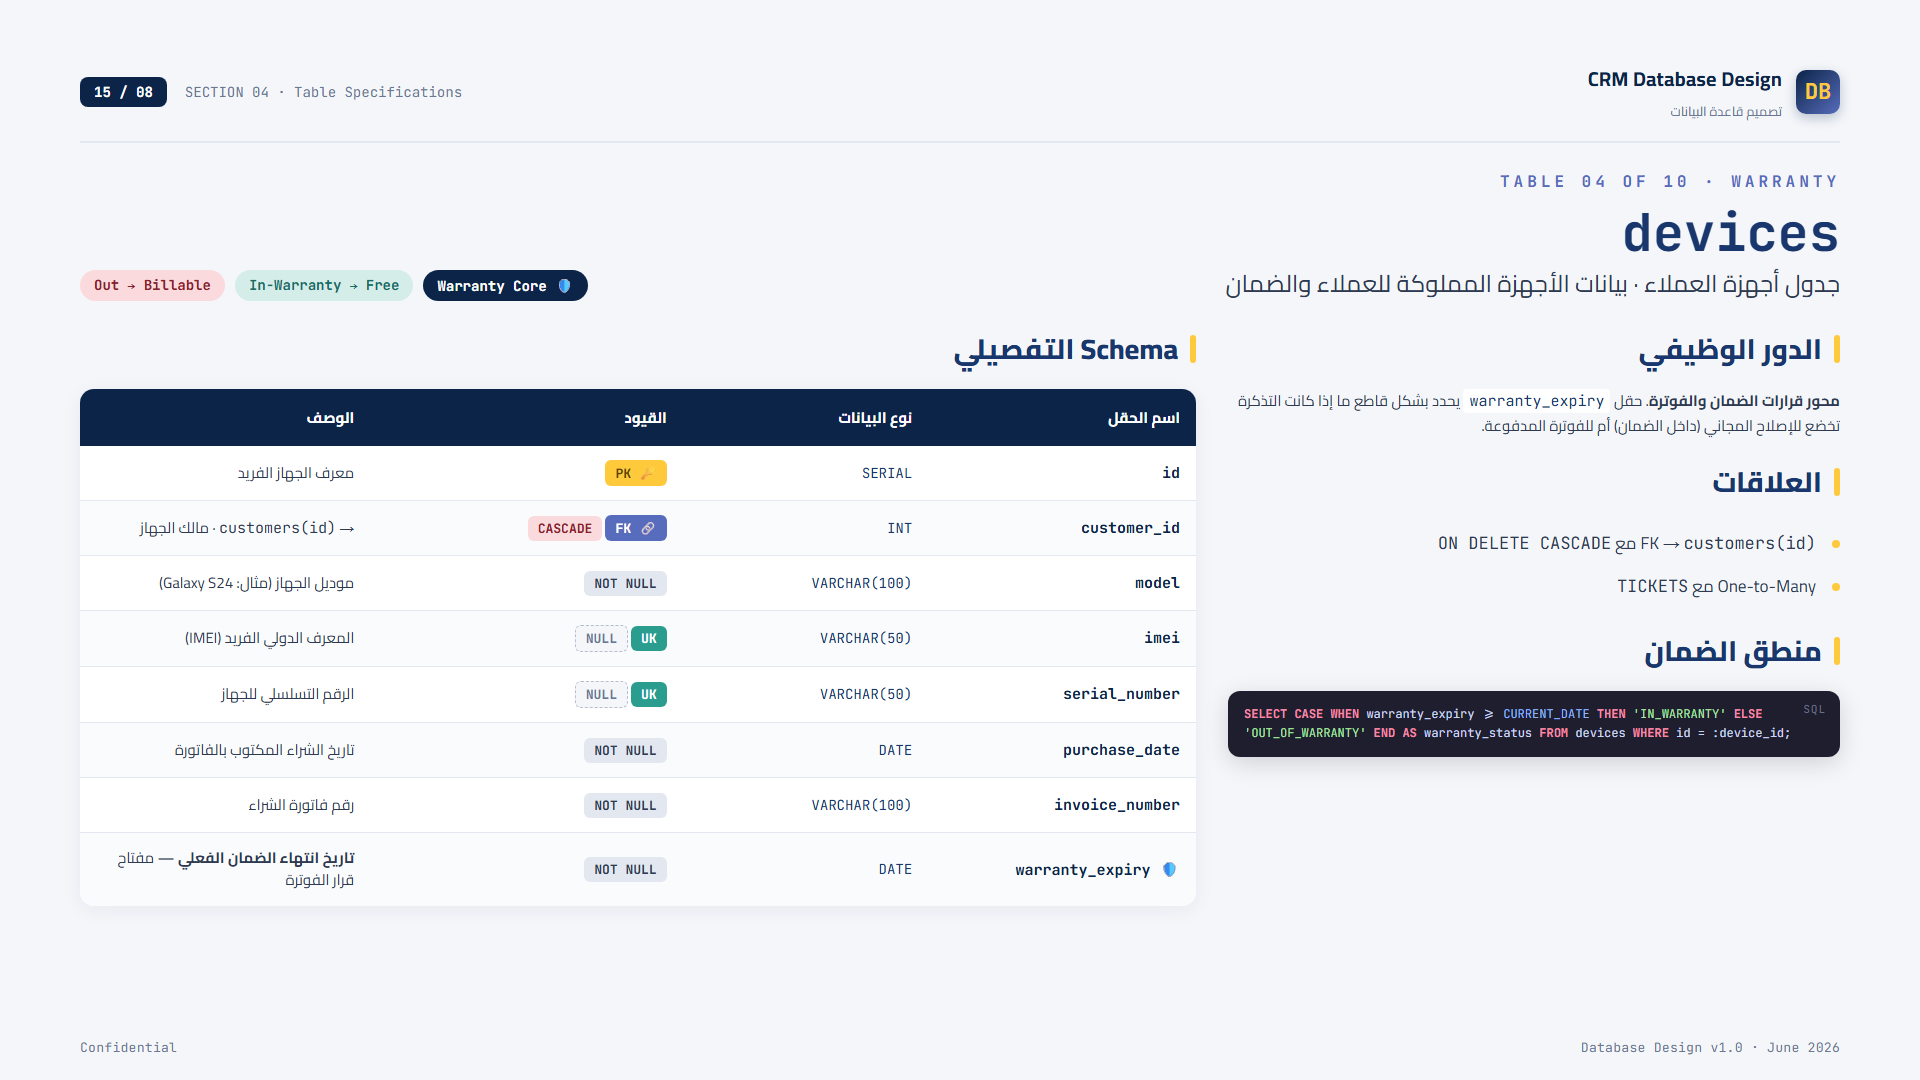 DB
CRM Database Design
تصميم قاعدة البيانات
SECTION 04 · Table Specifications
15 / 08
TABLE 04 OF 10 · WARRANTY
devices
جدول أجهزة العملاء · بيانات الأجهزة المملوكة للعملاء والضمان
🛡️ Warranty Core
In-Warranty → Free
Out → Billable
الدور الوظيفي
محور قرارات الضمان والفوترة. حقل warranty_expiry يحدد بشكل قاطع ما إذا كانت التذكرة
تخضع للإصلاح المجاني (داخل الضمان) أم للفوترة المدفوعة.
العلاقات
FK → customers(id) مع ON DELETE CASCADE
One-to-Many مع TICKETS
منطق الضمان
SQL
SELECT CASE WHEN warranty_expiry >= CURRENT_DATE THEN 'IN_WARRANTY' ELSE
'OUT_OF_WARRANTY' END AS warranty_status FROM devices WHERE id = :device_id;
Schema التفصيلي
اسم الحقل نوع البيانات القيود الوصف
id SERIAL 🔑 PK معرف الجهاز الفريد
customer_id INT 🔗 FK CASCADE → customers(id) · مالك الجهاز
model VARCHAR(100) NOT NULL موديل الجهاز (مثال: Galaxy S24)
imei VARCHAR(50) UK NULL المعرف الدولي الفريد (IMEI)
serial_number VARCHAR(50) UK NULL الرقم التسلسلي للجهاز
purchase_date DATE NOT NULL تاريخ الشراء المكتوب بالفاتورة
invoice_number VARCHAR(100) NOT NULL رقم فاتورة الشراء
🛡️ warranty_expiry DATE NOT NULL تاريخ انتهاء الضمان الفعلي — مفتاح
قرار الفوترة
Database Design v1.0 · June 2026
Confidential